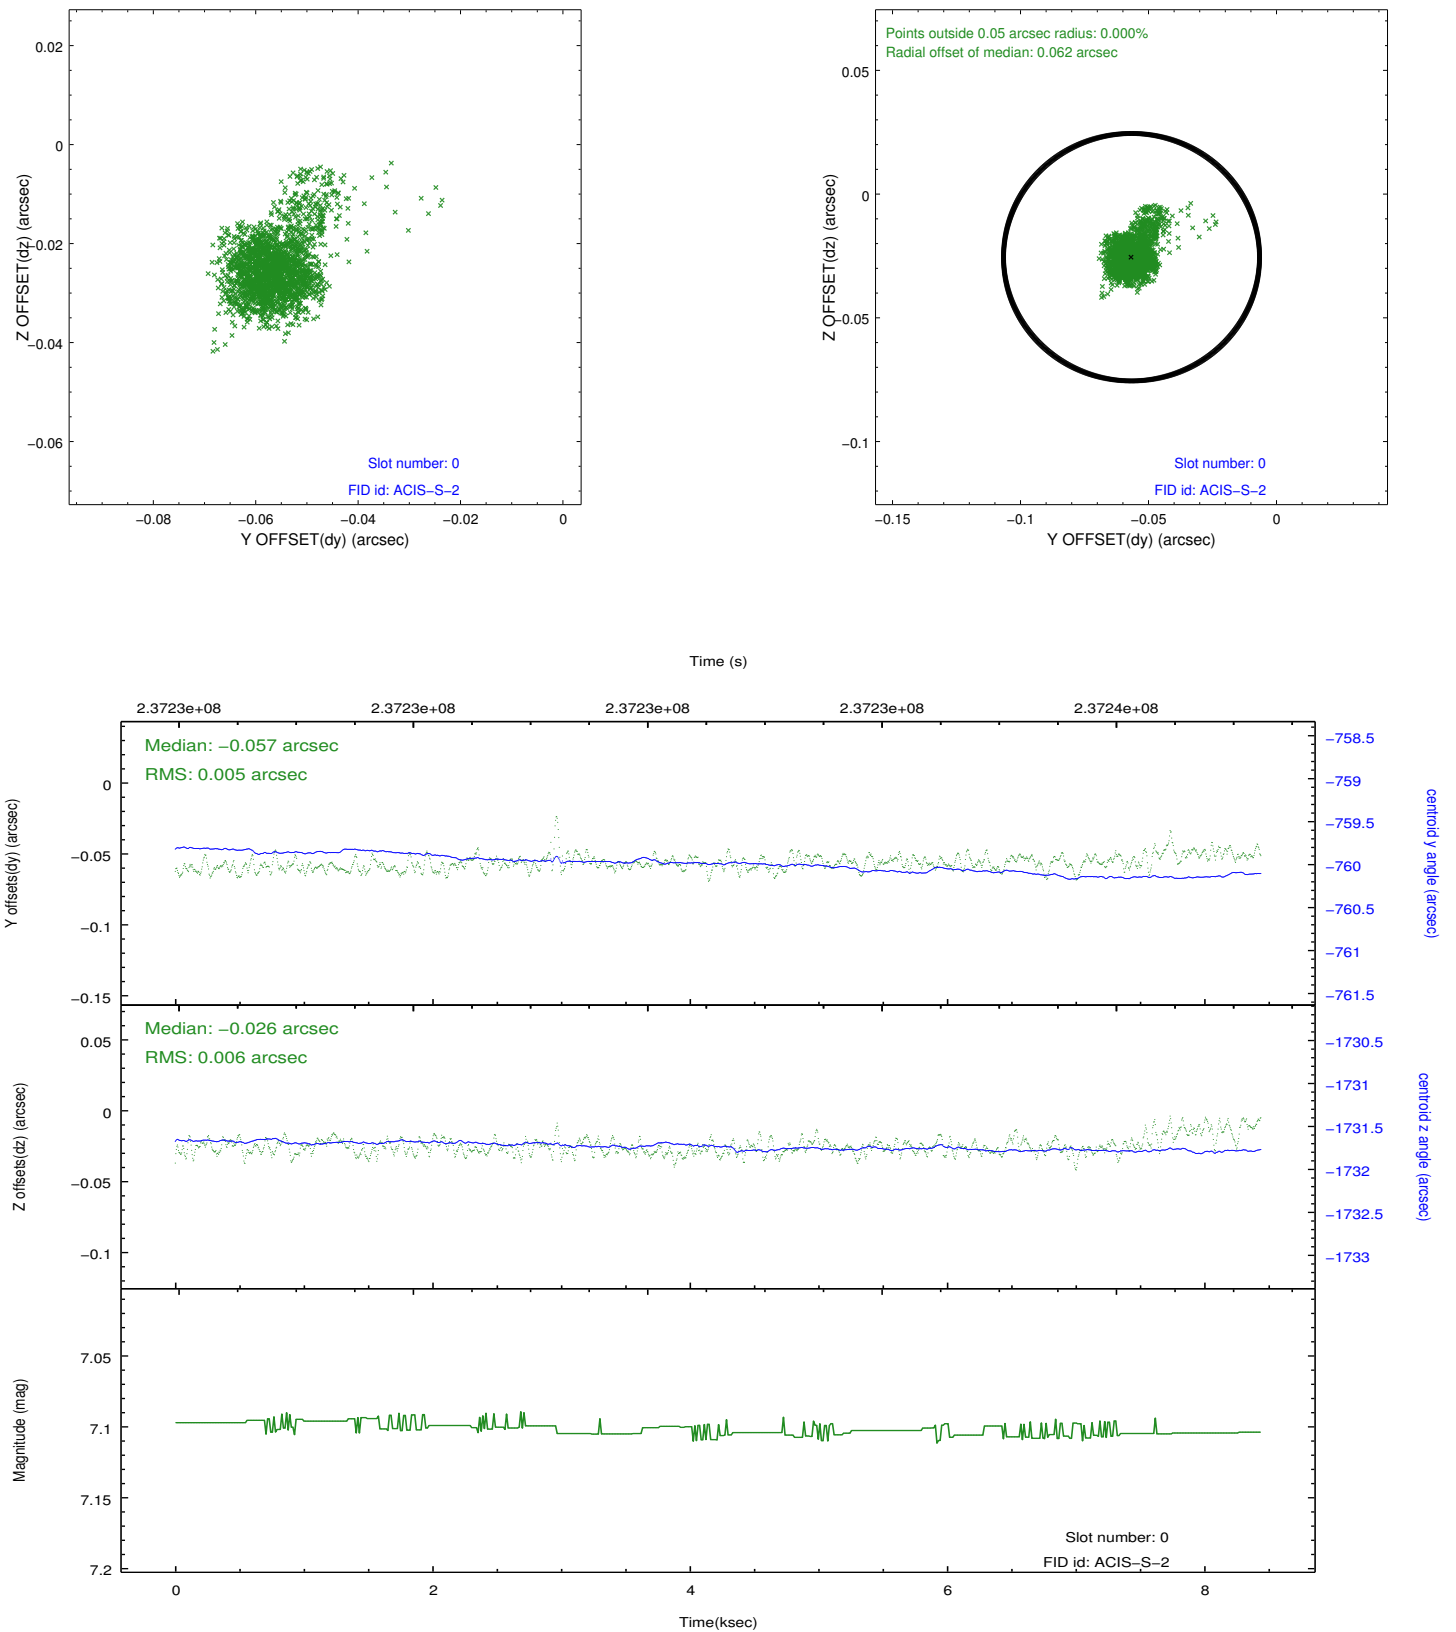 0.02
0
−0.02
−0.04
−0.06
Z OFFSET(dz) (arcsec)
Slot number: 0
FID id: ACIS−S−2
−0.08
−0.06
−0.04
−0.02
0
Y OFFSET(dy) (arcsec)
Points outside 0.05 arcsec radius: 0.000%
Radial offset of median: 0.062 arcsec
0.05
0
−0.05
−0.1
Z OFFSET(dz) (arcsec)
Slot number: 0
FID id: ACIS−S−2
−0.15
−0.1
−0.05
0
Y OFFSET(dy) (arcsec)
Time (s)
2.3723e+08
2.3723e+08
2.3723e+08
2.3723e+08
2.3724e+08
Median: −0.057 arcsec
RMS: 0.005 arcsec
0
−0.05
−0.1
−0.15
Y offsets(dy) (arcsec)
−758.5
−759
−759.5
−760
−760.5
−761
−761.5
centroid y angle (arcsec)
Median: −0.026 arcsec
RMS: 0.006 arcsec
0.05
0
−0.05
−0.1
Z offsets(dz) (arcsec)
−1730.5
−1731
−1731.5
−1732
−1732.5
−1733
centroid z angle (arcsec)
7.05
7.1
7.15
7.2
Magnitude (mag)
Slot number: 0
FID id: ACIS−S−2
0
2
4
6
8
Time(ksec)